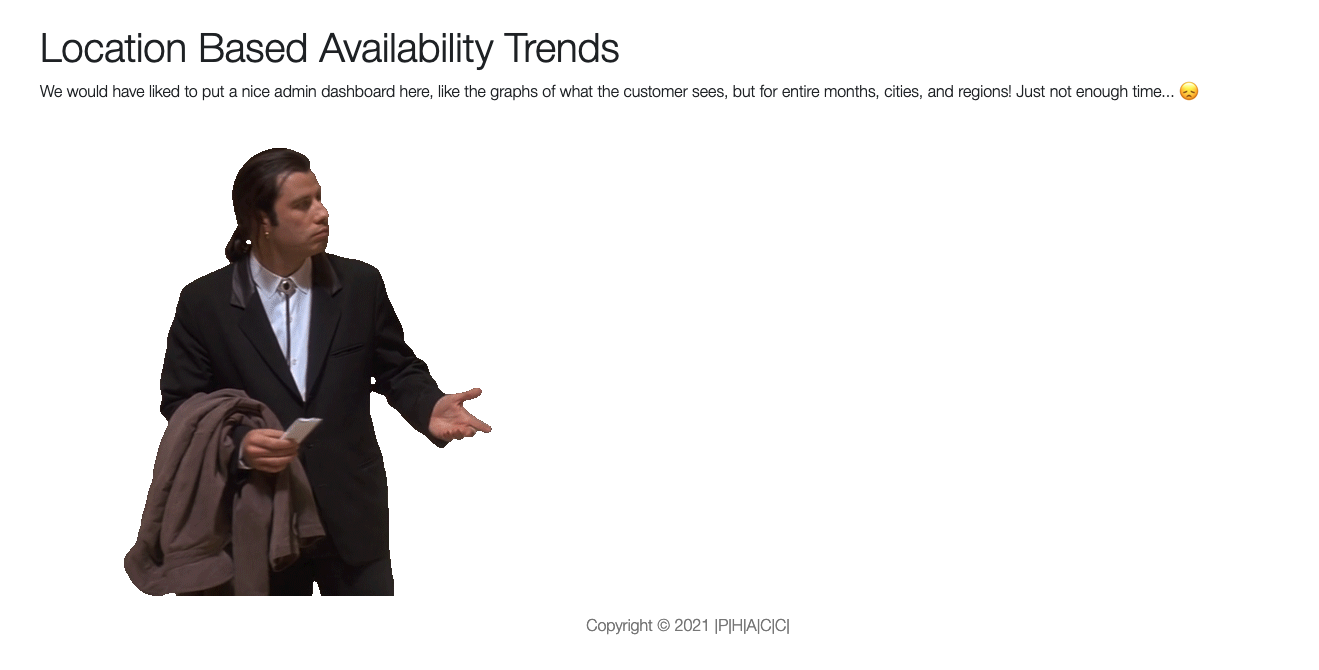 Location Based Availability Trends
We would have liked to put a nice admin dashboard here, like the graphs of what the customer sees, but for entire months, cities, and regions! Just not enough time... 😞
Copyright © 2021 |P|H|A|C|C|